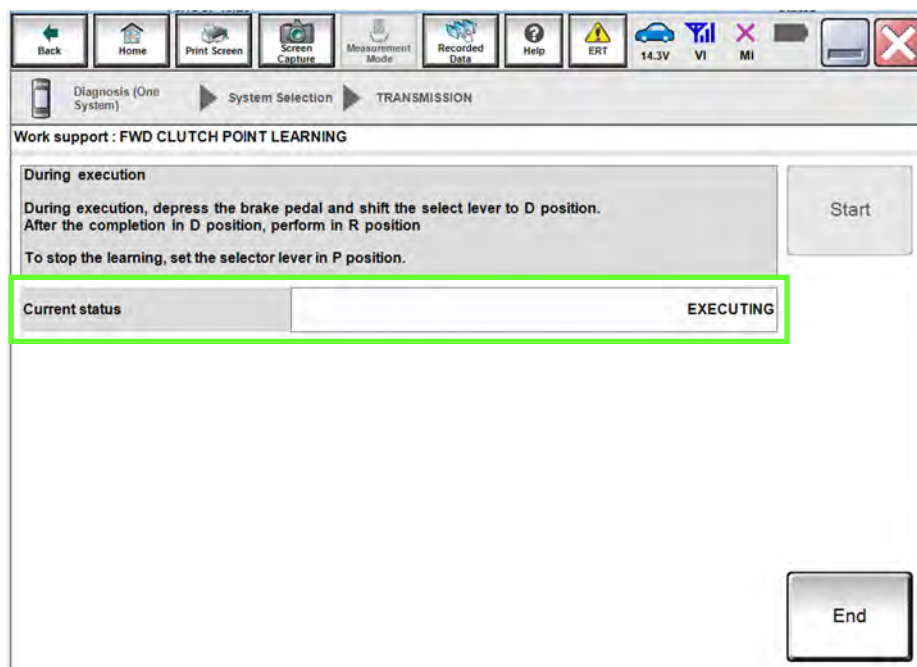 Back
Home
Print Screen
Screen
Capture
Measurement
Mode
Recorded
Data
Help
ERT
14.3V
VI
MI
Diagnosis (One
System)
System Selection
TRANSMISSION
Work support : FWD CLUTCH POINT LEARNING
During execution
During execution, depress the brake pedal and shift the select lever to D position.
After the completion in D position, perform in R position
To stop the learning, set the selector lever in P position.
Start
Current status
EXECUTING
End